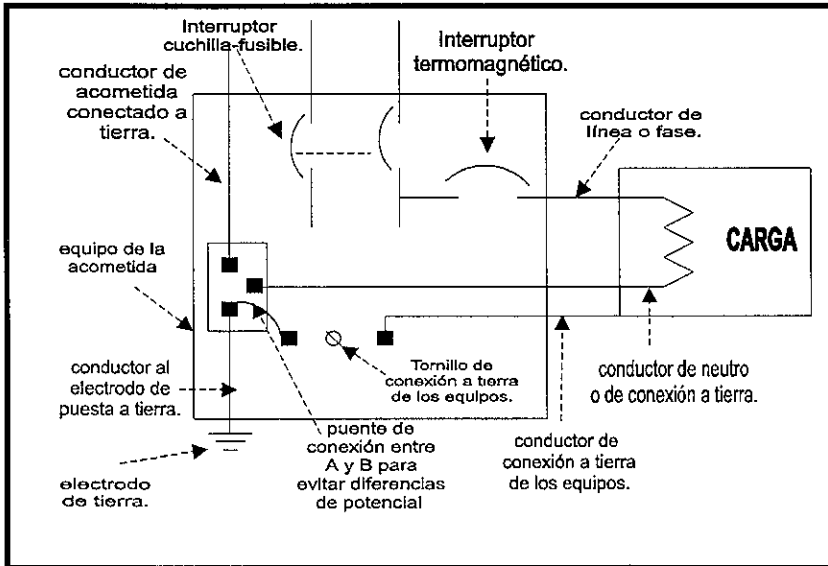 Interruptor
cuchilla-fusible.
conductor de
acometida
conectado a
tierra.
Interruptor
termomagnético.
conductor de
línea o fase.
CARGA
equipo de la
acometida
conductor al
electrodo de
puesta a tierra.
electrodo
de tierra.
Tornillo de
conexión a tierra
de los equipos.
puente de
conexión entre
A y B para
evitar diferencias
de potencial
conductor de
conexión a tierra
de los equipos.
conductor de neutro
o de conexión a tierra.